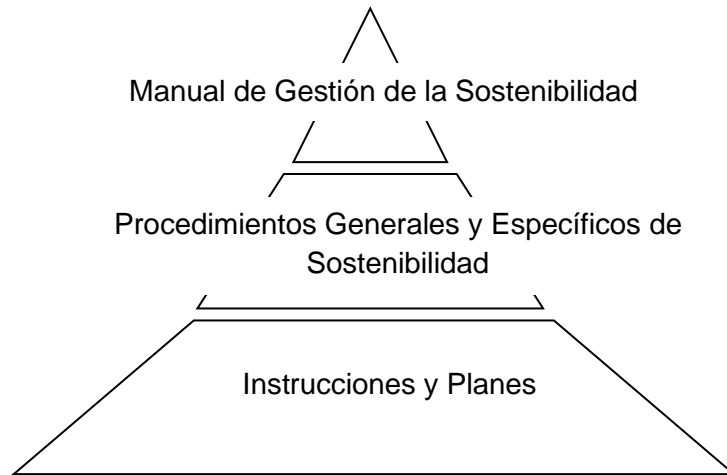 Manual de Gestión de la Sostenibilidad
Procedimientos Generales y Específicos de
Sostenibilidad
Instrucciones y Planes